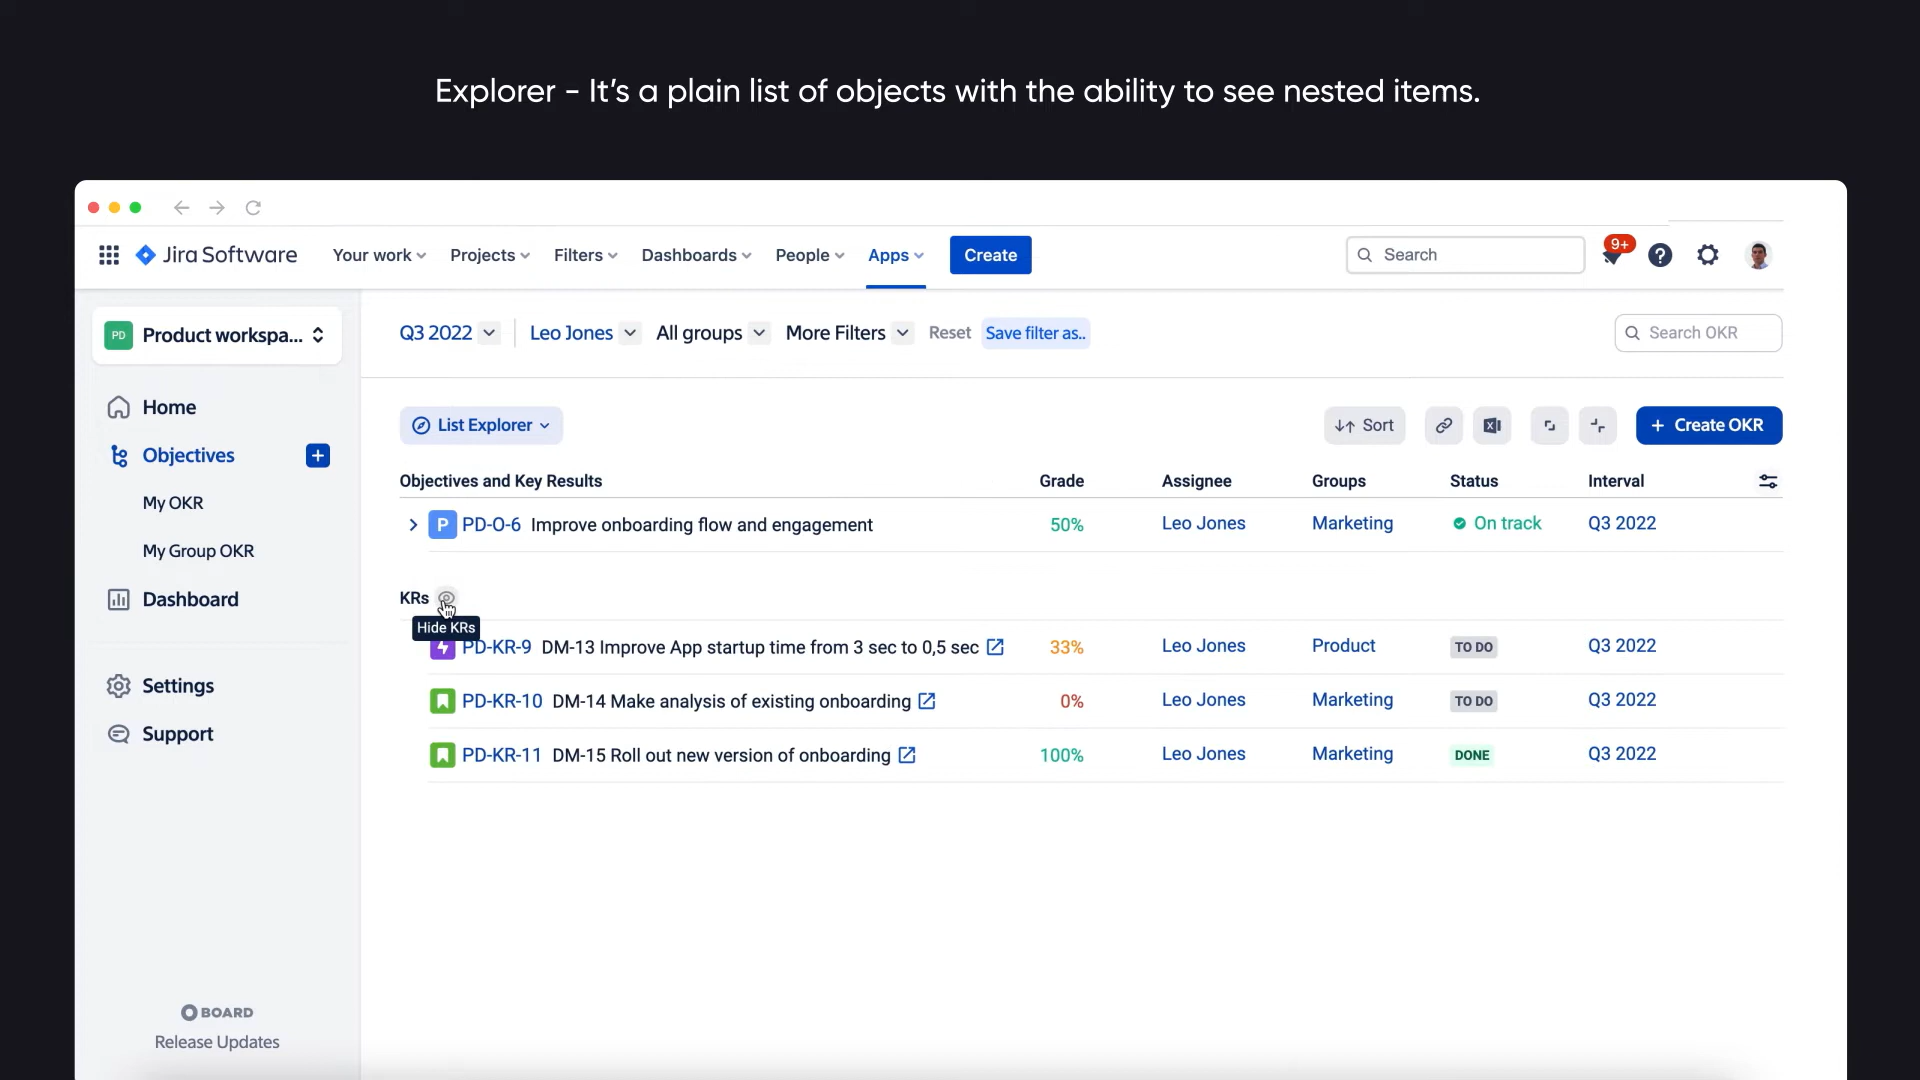 Explorer - It's a plain list of objects with the ability to see nested items.
Jira Software Your work Projects Filters Dashboards People Apps Create Search 9+
PD Product workspa... Q3 2022 Leo Jones All groups More Filters Reset Save filter as.. Search OKR
Home
Objectives
My OKR
My Group OKR
Dashboard
Settings
Support
BOARD
Release Updates
List Explorer Sort Create OKR
Objectives and Key Results Grade Assignee Groups Status Interval
P PD-O-6 Improve onboarding flow and engagement 50% Leo Jones Marketing On track Q3 2022
KRs
Hide KRs
PD-KR-9 DM-13 Improve App startup time from 3 sec to 0,5 sec 33% Leo Jones Product TO DO Q3 2022
PD-KR-10 DM-14 Make analysis of existing onboarding 0% Leo Jones Marketing TO DO Q3 2022
PD-KR-11 DM-15 Roll out new version of onboarding 100% Leo Jones Marketing DONE Q3 2022